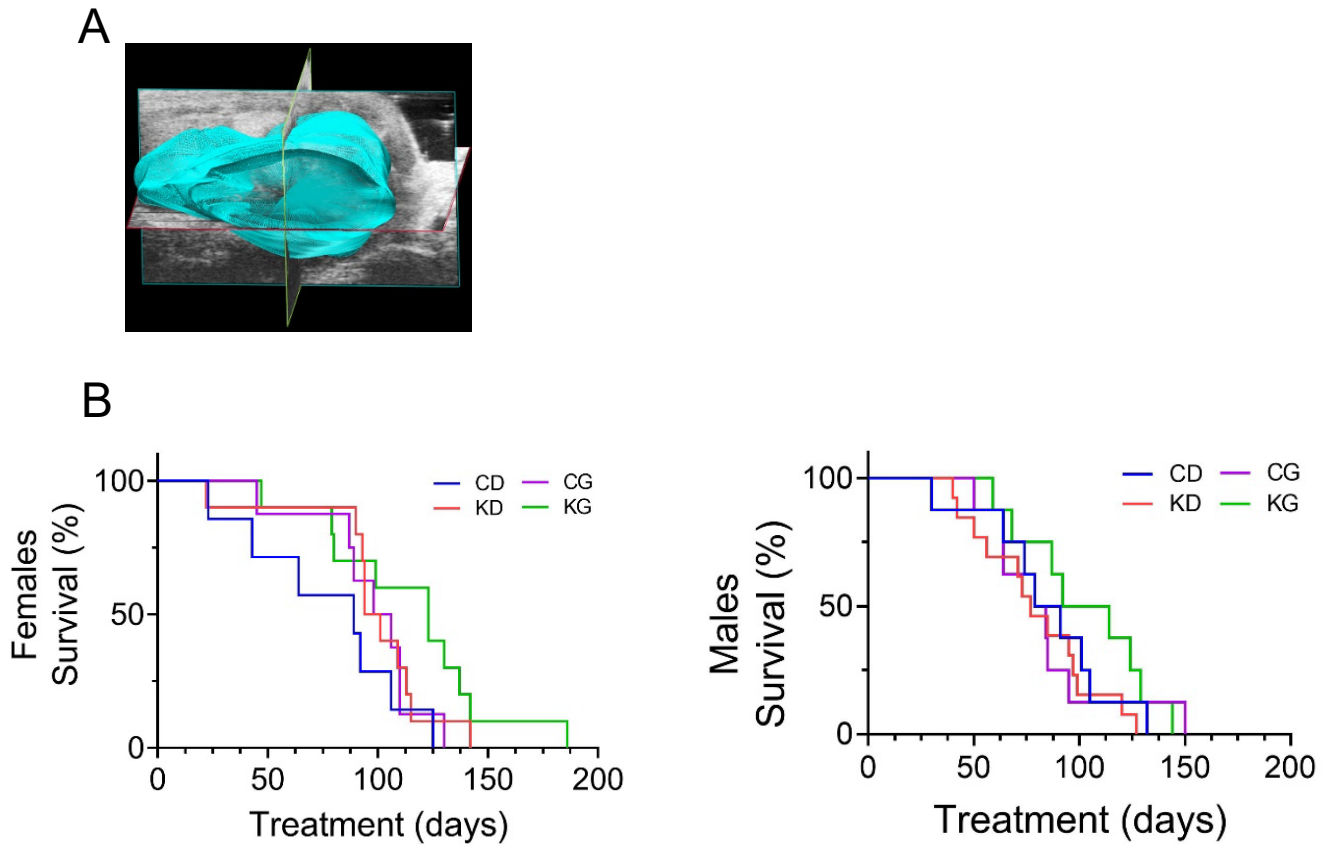 A
B
Females
Survival (%)
100
50
0
0 50 100 150 200
Treatment (days)
CD CG
KD KG
Males
Survival (%)
100
50
0
0 50 100 150 200
Treatment (days)
CD CG
KD KG